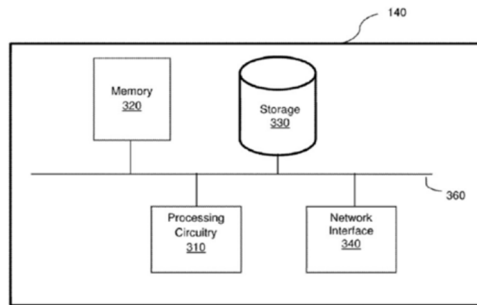 140
Memory
320
Storage
330
360
Processing
Circuitry
310
Network
Interface
340